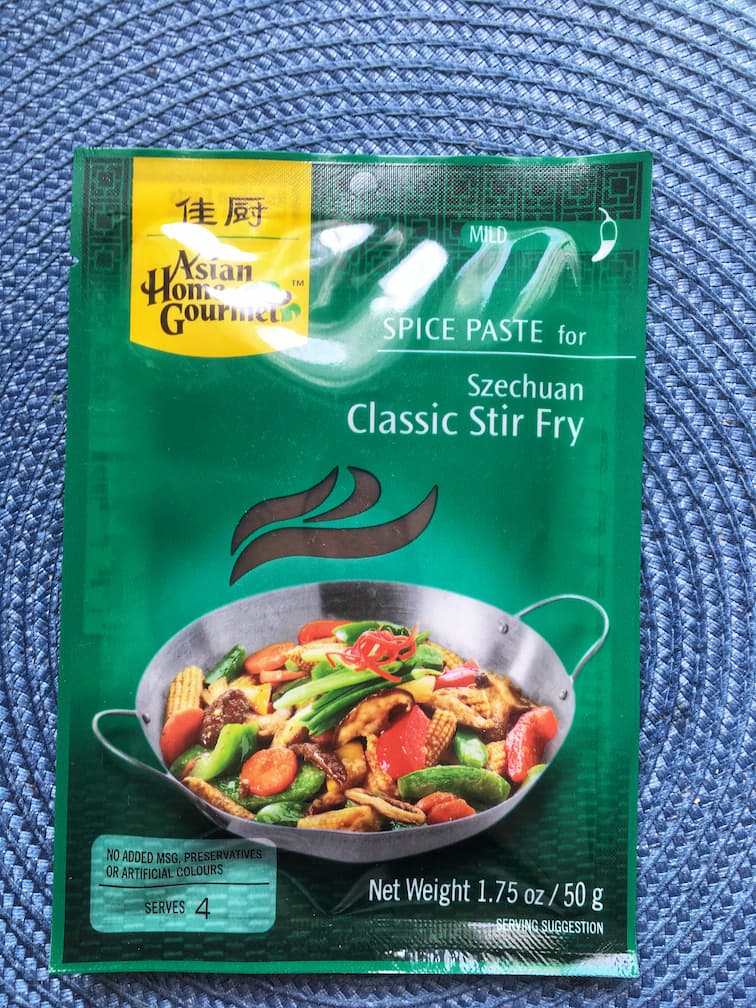 佳厨
Asian
Home
Gourmet
TM
MILD
SPICE PASTE for
Szechuan
Classic Stir Fry
NO ADDED MSG, PRESERVATIVES
OR ARTIFICIAL COLOURS
SERVES 4
Net Weight 1.75 oz / 50 g
SERVING SUGGESTION